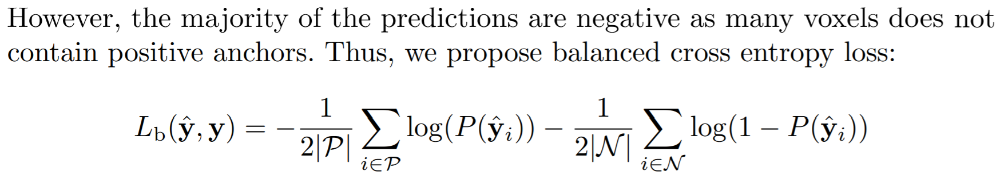 However, the majority of the predictions are negative as many voxels does not
contain positive anchors. Thus, we propose balanced cross entropy loss:
$L_{\mathrm{b}}(\hat{\mathbf{y}}, \mathbf{y}) = -\frac{1}{2|\mathcal{P}|} \sum_{i \in \mathcal{P}} \log(P(\hat{\mathbf{y}}_i)) - \frac{1}{2|\mathcal{N}|} \sum_{i \in \mathcal{N}} \log(1 - P(\hat{\mathbf{y}}_i))$